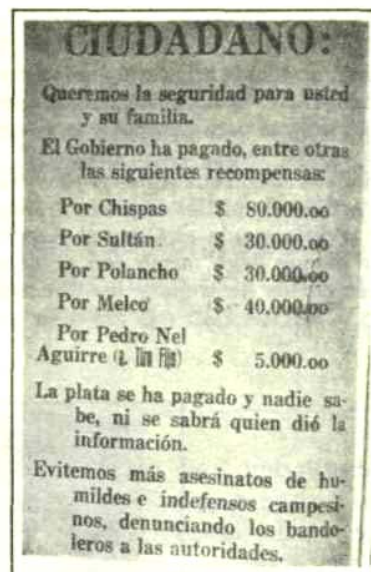 CIUDADANO:
Queremos la seguridad para usted
y su familia.
El Gobierno ha pagado, entre otras
las siguientes recompensas:
Por Chispas $ 80.000.oo
Por Sultán $ 30.000.oo
Por Polancho $ 30.000.oo
Por Melco $ 40.000.oo
Por Pedro Nel
Aguirre $ 5.000.oo
La plata se ha pagado y nadie sa-
be, ni se sabrá quien dió la
información.
Evitemos más asesinatos de hu-
mildes e indefensos campesi-
nos, denunciando los bando-
leros a las autoridades.